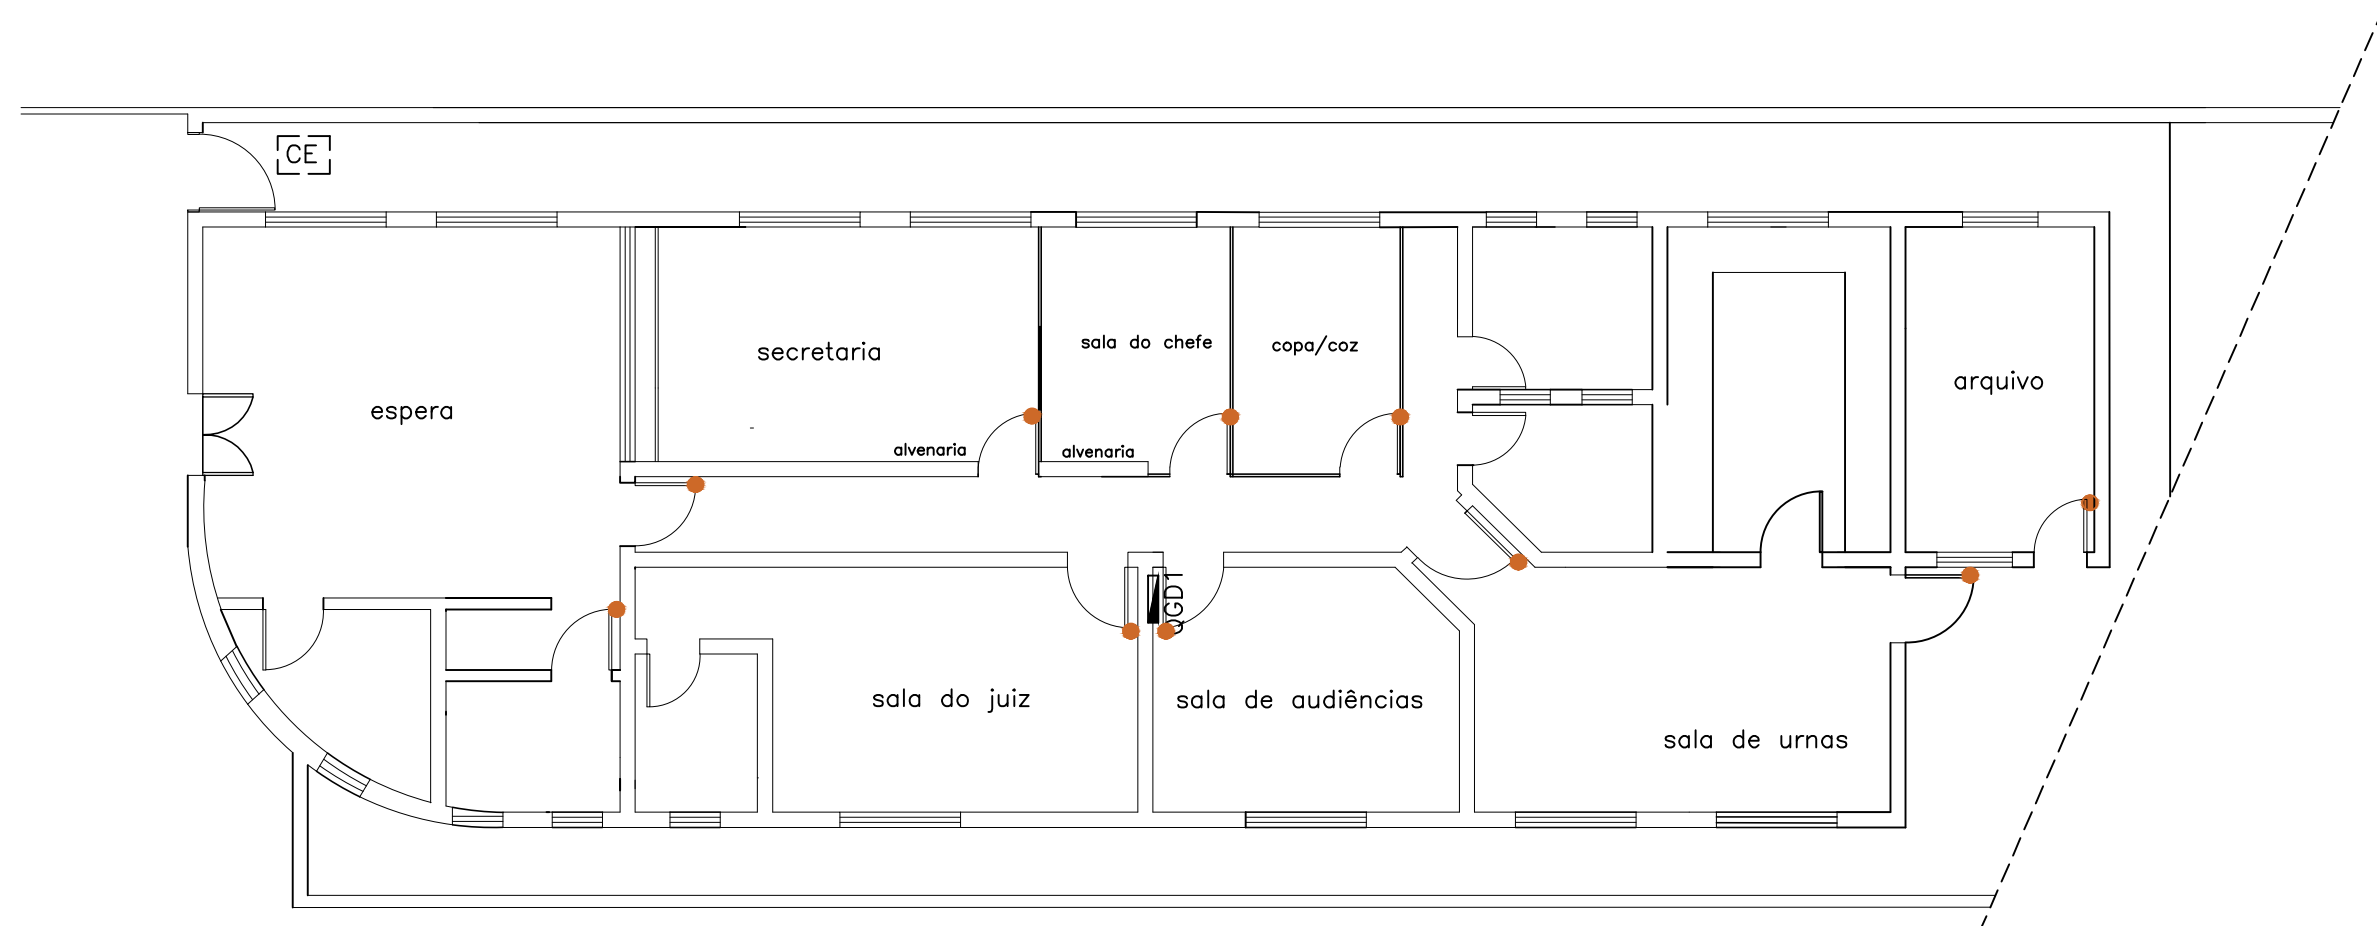 CE
secretaria
sala do chefe
copa/coz
arquivo
espera
alvenaria
alvenaria
QGD1
sala do juiz
sala de audiências
sala de urnas